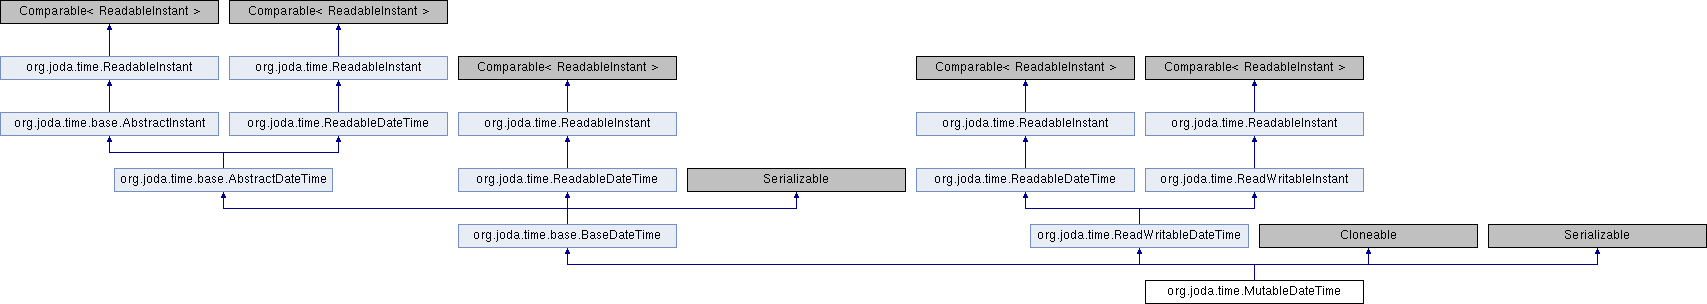 Comparable< ReadableInstant >
Comparable< ReadableInstant >
org.joda.time.ReadableInstant
org.joda.time.ReadableInstant
Comparable< ReadableInstant >
Comparable< ReadableInstant >
Comparable< ReadableInstant >
org.joda.time.base.AbstractInstant
org.joda.time.ReadableDateTime
org.joda.time.ReadableInstant
org.joda.time.ReadableInstant
org.joda.time.ReadableInstant
org.joda.time.base.AbstractDateTime
org.joda.time.ReadableDateTime
Serializable
org.joda.time.ReadableDateTime
org.joda.time.ReadWritableInstant
org.joda.time.base.BaseDateTime
org.joda.time.ReadWritableDateTime
Cloneable
Serializable
org.joda.time.MutableDateTime